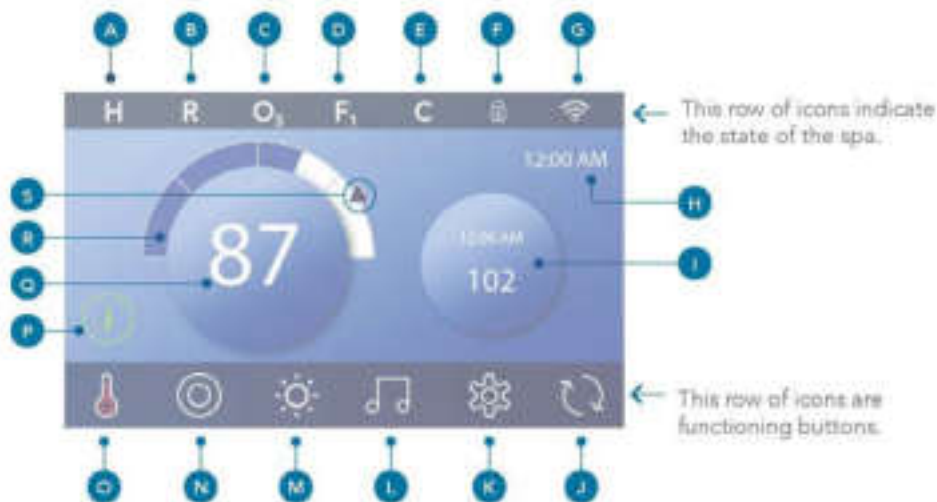 A B C D E F G
H R O₃ F₁ C
This row of icons indicate
the state of the spa.
12:00 AM
S
H
R
87
12:06 AM
I
Q
102
P
This row of icons are
functioning buttons.
O N M L K J